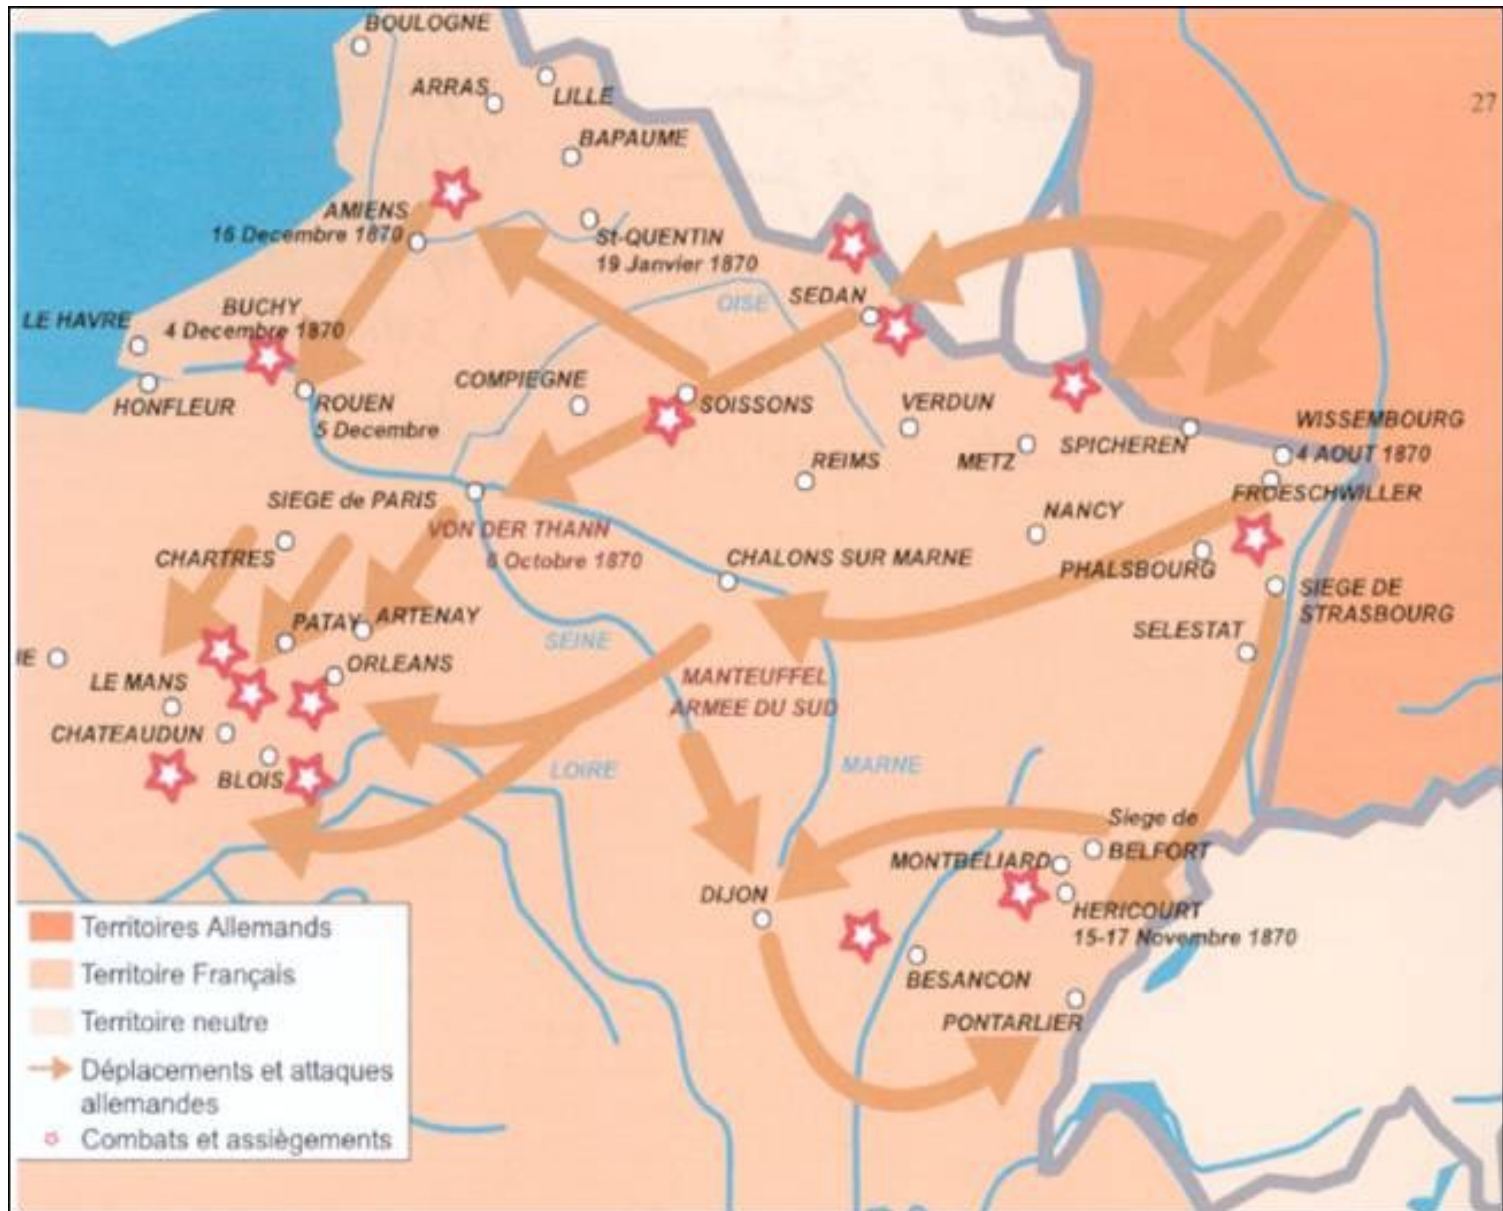 BOULOGNE
ARRAS
LILLE
27
BAPAUME
AMIENS
16 Decembre 1870
St-QUENTIN
19 Janvier 1870
OISE
SEDAN
BUCHY
4 Decembre 1870
LE HAVRE
HONFLEUR
ROUEN
5 Decembre
COMPIEGNE
SOISSONS
VERDUN
REIMS
METZ
SPICHEREN
WISSEMBOURG
4 AOUT 1870
FROESCHWILLER
SIEGE de PARIS
VON DER THANN
6 Octobre 1870
NANCY
PHALSBOURG
CHARTRES
CHALONS SUR MARNE
SIEGE DE
STRASBOURG
PATAY
ARTENAY
SEINE
SELESTAT
IE
ORLEANS
LE MANS
MANTEUFFEL
ARMEE DU SUD
CHATEAUDUN
BLOIS
LOIRE
MARNE
Siege de
BELFORT
MONTBELIARD
DIJON
HERICOURT
15-17 Novembre 1870
BESANCON
PONTARLIER
Territoires Allemands
Territoire Français
Territoire neutre
Déplacements et attaques
allemandes
Combats et assiègements